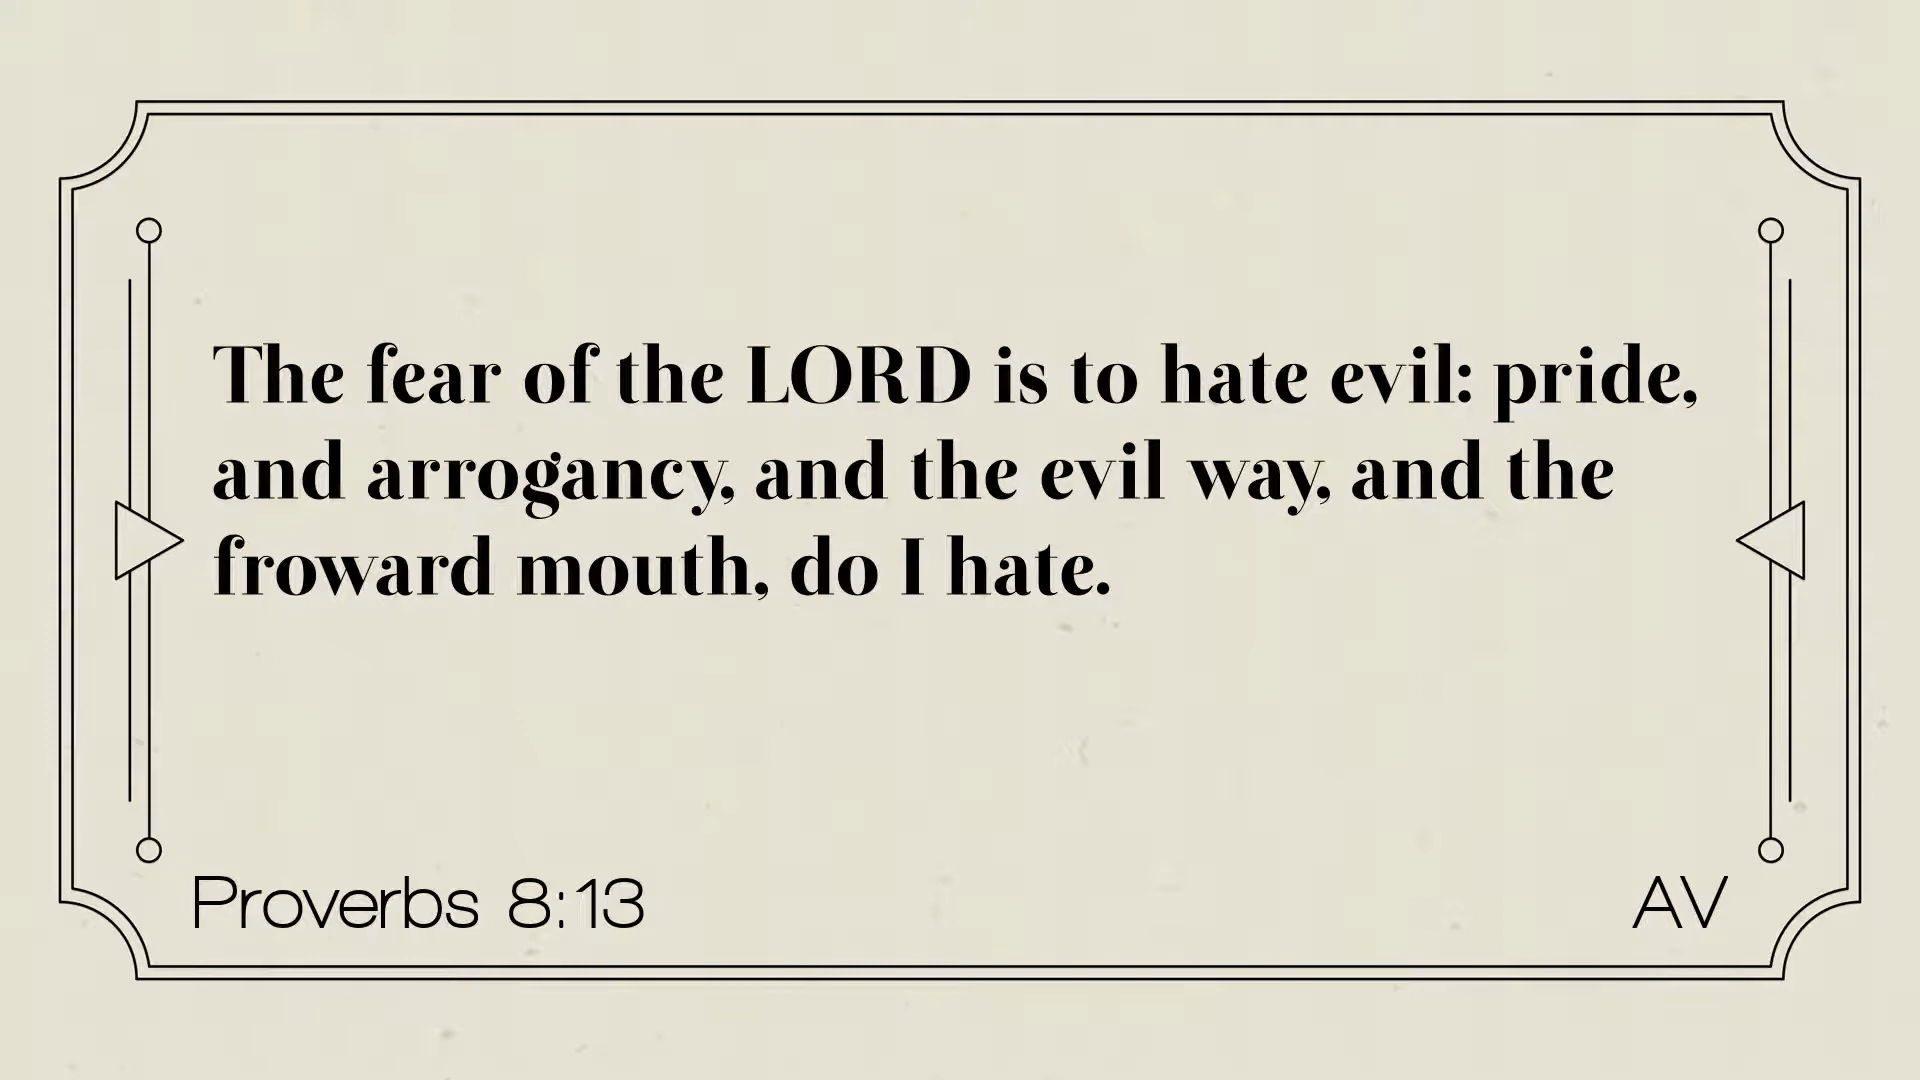 The fear of the LORD is to hate evil: pride,
and arrogancy, and the evil way, and the
froward mouth, do I hate.
Proverbs 8:13
AV